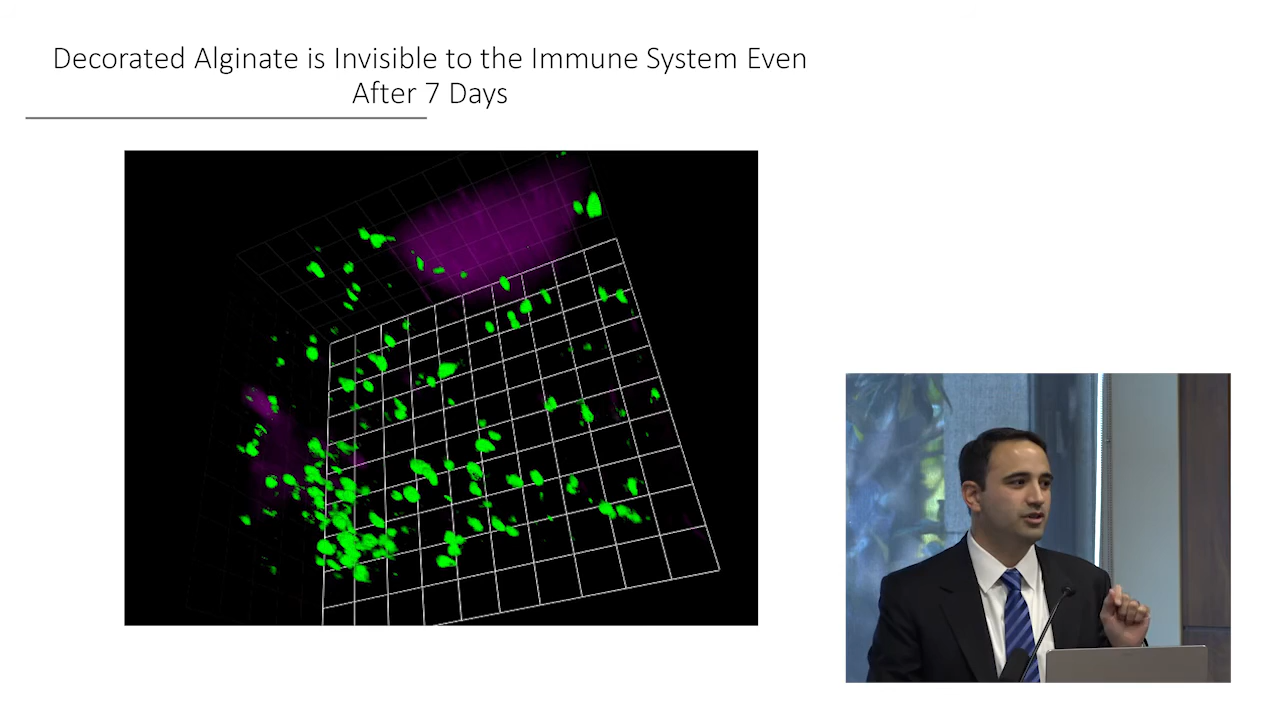 Decorated Alginate is Invisible to the Immune System Even
After 7 Days